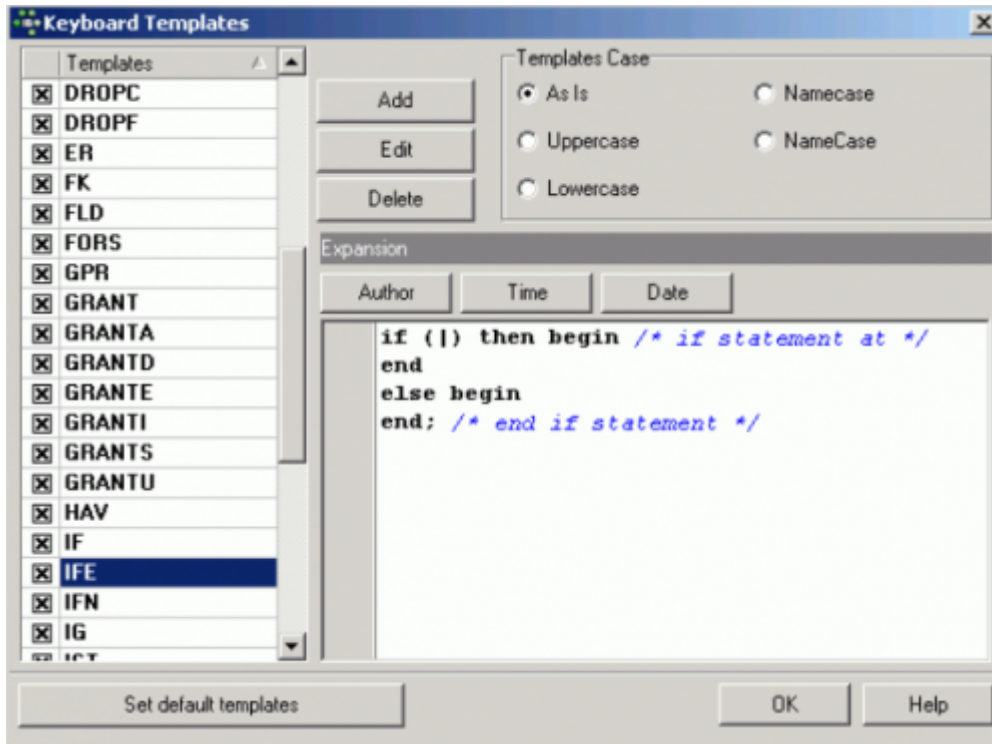 Keyboard Templates
Templates
DROPC
DROPF
ER
FK
FLD
FORS
GPR
GRANT
GRANTA
GRANTD
GRANTE
GRANTI
GRANTS
GRANTU
HAV
IF
IFE
IFN
IG
Add
Edit
Delete
Templates Case
As Is
Namecase
Uppercase
NameCase
Lowercase
Expansion
Author Time Date
if (|) then begin /* if statement at */
end
else begin
end; /* end if statement */
Set default templates
OK
Help